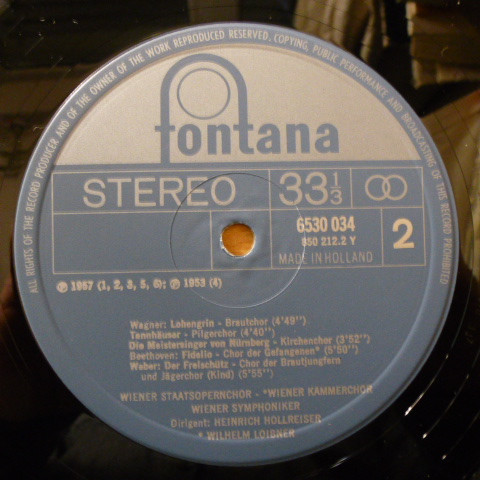 ALL RIGHTS OF THE RECORD PRODUCER AND OF THE OWNER OF THE WORK REPRODUCED RESERVED, COPYING, PUBLIC PERFORMANCE AND BROADCASTING OF THIS RECORD PROHIBITED
fontana
STEREO 33 1/3
6530 034
850 212.2 Y
2
MADE IN HOLLAND
℗ 1957 (1, 2, 3, 5, 6); ℗ 1953 (4)
Wagner: Lohengrin - Brautchor (4'49")
Tannhäuser - Pilgerchor (4'40")
Die Meistersinger von Nürnberg - Kirchenchor (3'52")
Beethoven: Fidelio - Chor der Gefangenen* (5'50")
Weber: Der Freischütz - Chor der Brautjungfern
und Jägerchor (Kind) (5'55")
WIENER STAATSOPERNCHOR - *WIENER KAMMERCHOR
WIENER SYMPHONIKER
Dirigent: HEINRICH HOLLREISER
* WILHELM LOIBNER